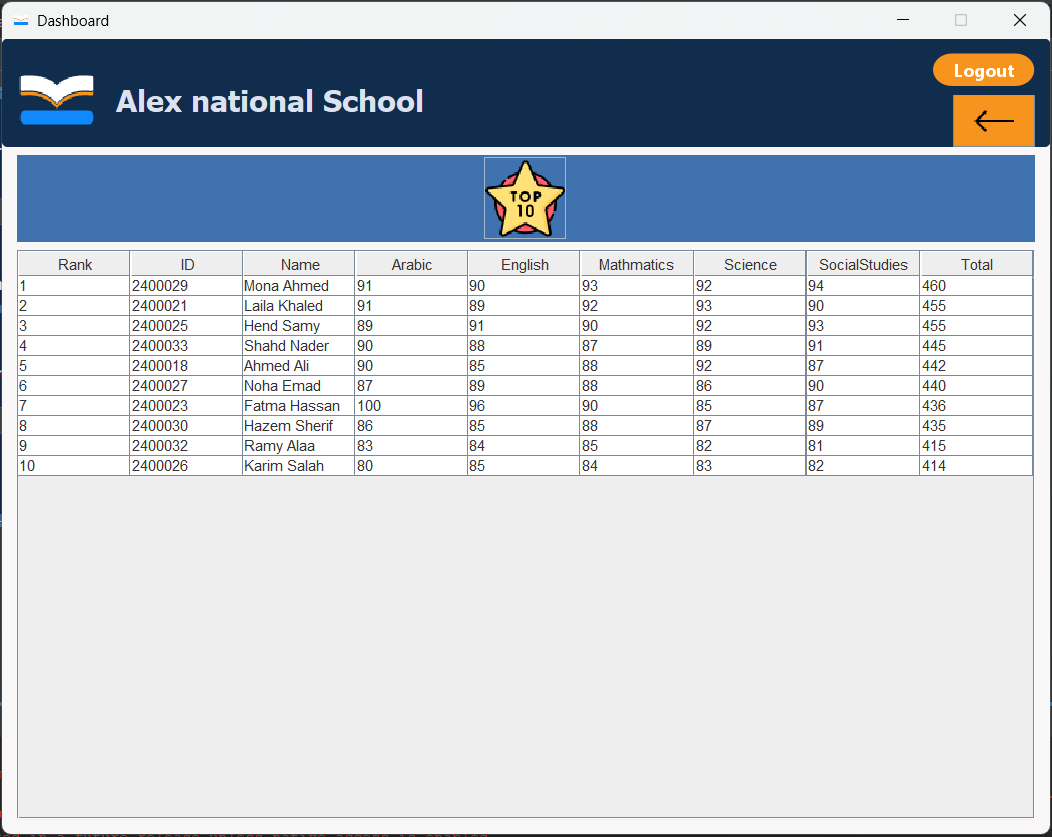 Dashboard
Logout
Alex national School
TOP
10
Rank ID Name Arabic English Mathmatics Science SocialStudies Total
1 2400029 Mona Ahmed 91 90 93 92 94 460
2 2400021 Laila Khaled 91 89 92 93 90 455
3 2400025 Hend Samy 89 91 90 92 93 455
4 2400033 Shahd Nader 90 88 87 89 91 445
5 2400018 Ahmed Ali 90 85 88 92 87 442
6 2400027 Noha Emad 87 89 88 86 90 440
7 2400023 Fatma Hassan 100 96 90 85 87 436
8 2400030 Hazem Sherif 86 85 88 87 89 435
9 2400032 Ramy Alaa 83 84 85 82 81 415
10 2400026 Karim Salah 80 85 84 83 82 414